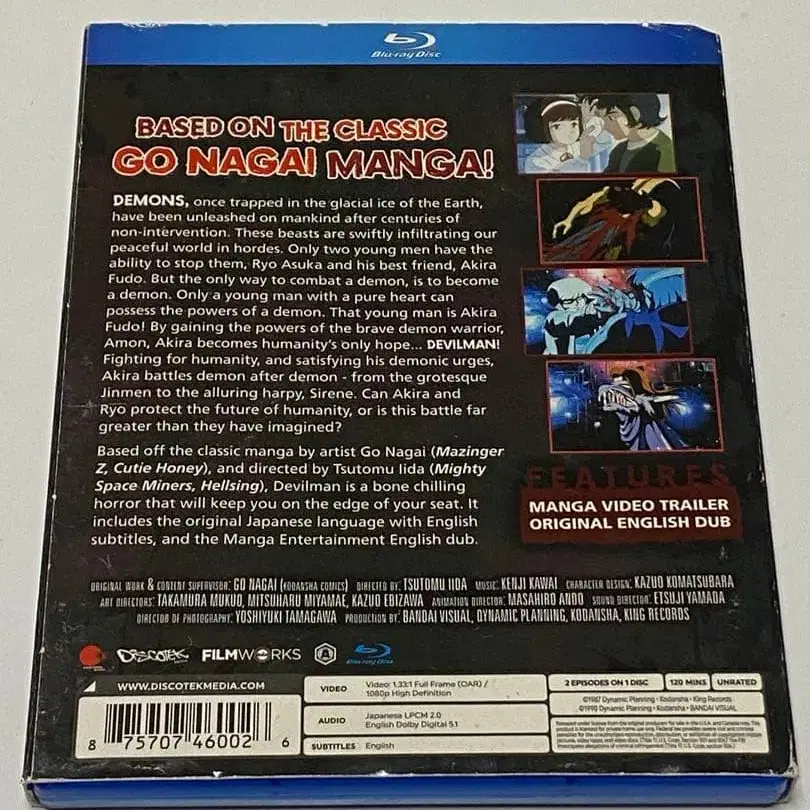 Blu-ray Disc
BASED ON THE CLASSIC
GO NAGAI MANGA!
DEMONS, once trapped in the glacial ice of the Earth,
have been unleashed on mankind after centuries of
non-intervention. These beasts are swiftly infiltrating our
peaceful world in hordes. Only two young men have the
ability to stop them, Ryo Asuka and his best friend, Akira
Fudo. But the only way to combat a demon, is to become
a demon. Only a young man with a pure heart can
possess the powers of a demon. That young man is Akira
Fudo! By gaining the powers of the brave demon warrior,
Amon, Akira becomes humanity's only hope... DEVILMAN!
Fighting for humanity, and satisfying his demonic urges,
Akira battles demon after demon - from the grotesque
Jinmen to the alluring harpy, Sirene. Can Akira and
Ryo protect the future of humanity, or is this battle far
greater than they have imagined?
Based off the classic manga by artist Go Nagai (Mazinger
Z, Cutie Honey), and directed by Tsutomu Iida (Mighty
Space Miners, Hellsing), Devilman is a bone chilling
horror that will keep you on the edge of your seat. It
includes the original Japanese language with English
subtitles, and the Manga Entertainment English dub.
FEATURES
MANGA VIDEO TRAILER
ORIGINAL ENGLISH DUB
ORIGINAL WORK & CONTENT SUPERVISOR: GO NAGAI (KODANSHA COMICS) DIRECTED BY: TSUTOMU IIDA MUSIC: KENJI KAWAI CHARACTER DESIGN: KAZUO KOMATSUBARA
ART DIRECTORS: TAKAMURA MUKUO, MITSUHARU MIYAMAE, KAZUO EBIZAWA ANIMATION DIRECTOR: MASAHIRO ANDO SOUND DIRECTOR: ETSUJI YAMADA
DIRECTOR OF PHOTOGRAPHY: YOSHIYUKI TAMAGAWA PRODUCTION BY: BANDAI VISUAL, DYNAMIC PLANNING, KODANSHA, KING RECORDS
DISCOTEK FILMWORKS A Blu-ray Disc
WWW.DISCOTEKMEDIA.COM
8 75707 46002 6
VIDEO Video: 1.33:1 Full Frame (OAR) /
1080p High Definition
AUDIO Japanese LPCM 2.0
English Dolby Digital 5.1
SUBTITLES English
2 EPISODES ON 1 DISC 120 MINS UNRATED
©1987 Dynamic Planning • Kodansha • King Records
©1990 Dynamic Planning • Kodansha • BANDAI VISUAL